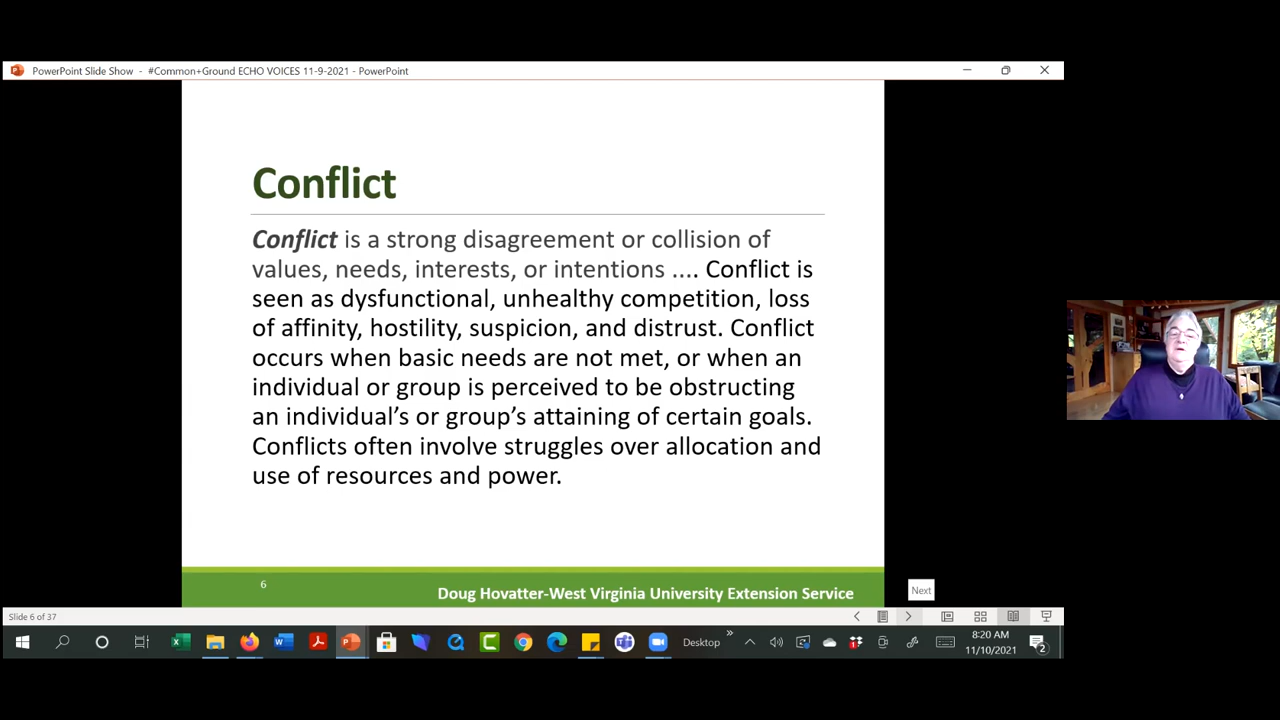 PowerPoint Slide Show - #Common+Ground ECHO VOICES 11-9-2021 - PowerPoint
Conflict
Conflict is a strong disagreement or collision of
values, needs, interests, or intentions .... Conflict is
seen as dysfunctional, unhealthy competition, loss
of affinity, hostility, suspicion, and distrust. Conflict
occurs when basic needs are not met, or when an
individual or group is perceived to be obstructing
an individual’s or group’s attaining of certain goals.
Conflicts often involve struggles over allocation and
use of resources and power.
6
Doug Hovatter-West Virginia University Extension Service
Next
Slide 6 of 37
Desktop
8:20 AM
11/10/2021
2